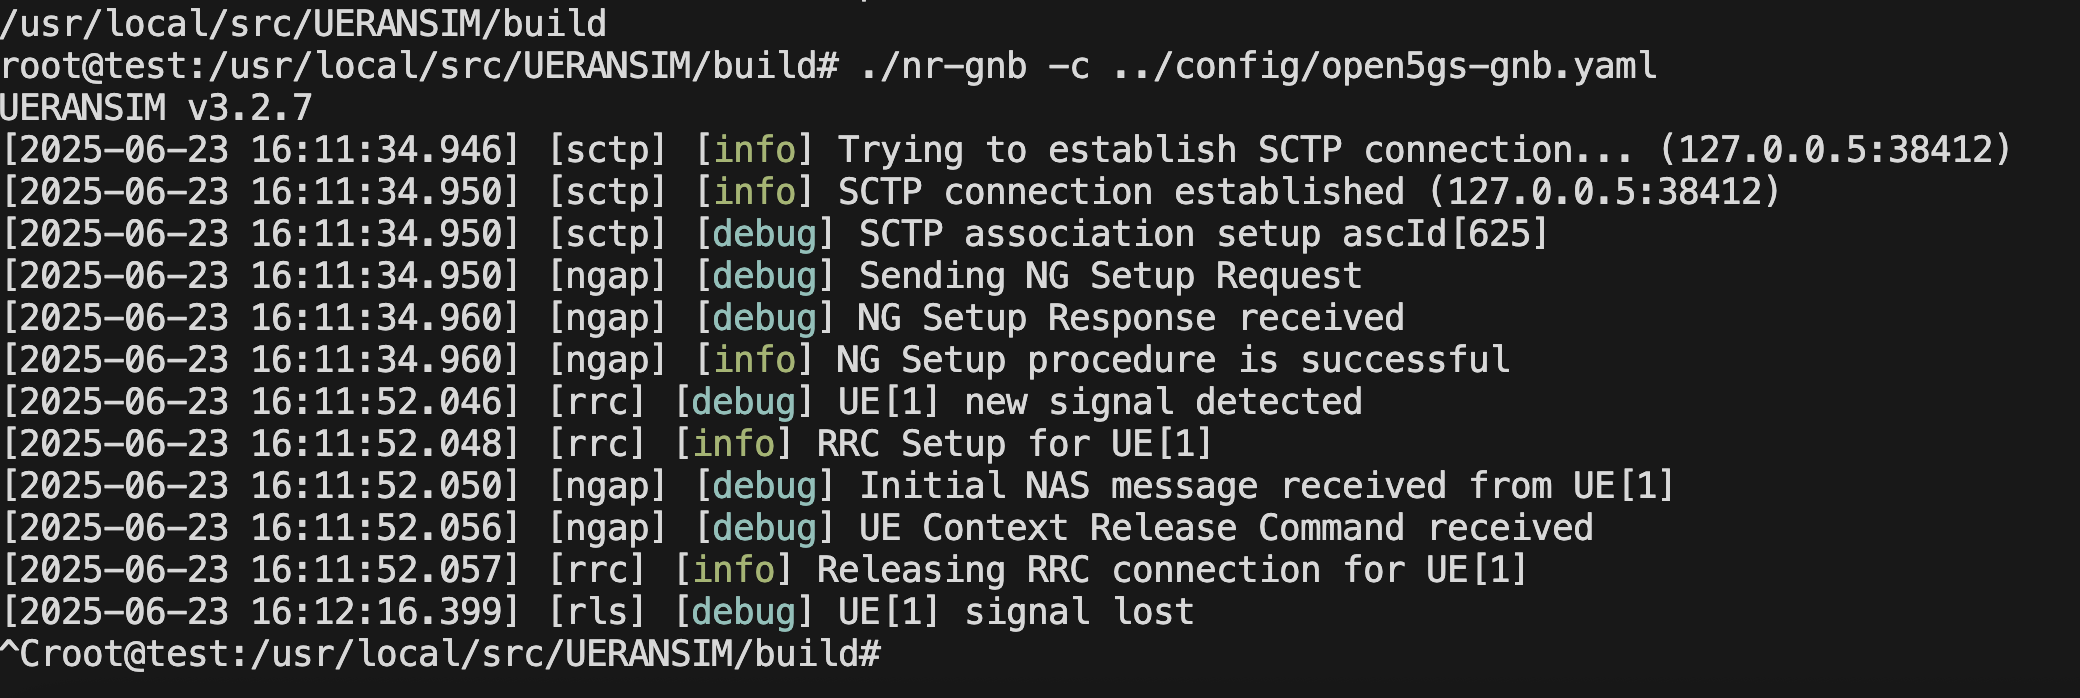 /usr/local/src/UERANSIM/build
root@test:/usr/local/src/UERANSIM/build# ./nr-gnb -c ../config/open5gs-gnb.yaml
UERANSIM v3.2.7
[2025-06-23 16:11:34.946] [sctp] [info] Trying to establish SCTP connection... (127.0.0.5:38412)
[2025-06-23 16:11:34.950] [sctp] [info] SCTP connection established (127.0.0.5:38412)
[2025-06-23 16:11:34.950] [sctp] [debug] SCTP association setup ascId[625]
[2025-06-23 16:11:34.950] [ngap] [debug] Sending NG Setup Request
[2025-06-23 16:11:34.960] [ngap] [debug] NG Setup Response received
[2025-06-23 16:11:34.960] [ngap] [info] NG Setup procedure is successful
[2025-06-23 16:11:52.046] [rrc] [debug] UE[1] new signal detected
[2025-06-23 16:11:52.048] [rrc] [info] RRC Setup for UE[1]
[2025-06-23 16:11:52.050] [ngap] [debug] Initial NAS message received from UE[1]
[2025-06-23 16:11:52.056] [ngap] [debug] UE Context Release Command received
[2025-06-23 16:11:52.057] [rrc] [info] Releasing RRC connection for UE[1]
[2025-06-23 16:12:16.399] [rls] [debug] UE[1] signal lost
^Croot@test:/usr/local/src/UERANSIM/build#